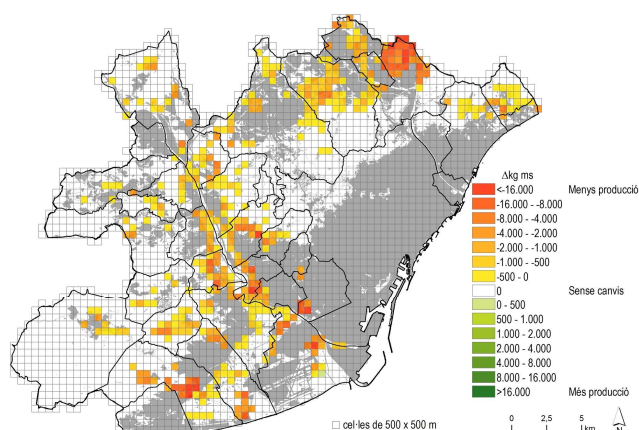 Δkg ms
<-16.000 Menys producció
-16.000 - -8.000
-8.000 - -4.000
-4.000 - -2.000
-2.000 - -1.000
-1.000 - -500
-500 - 0
0 Sense canvis
0 - 500
500 - 1.000
1.000 - 2.000
2.000 - 4.000
4.000 - 8.000
8.000 - 16.000
>16.000 Més producció
cel·les de 500 x 500 m
0 2,5 5 km
N